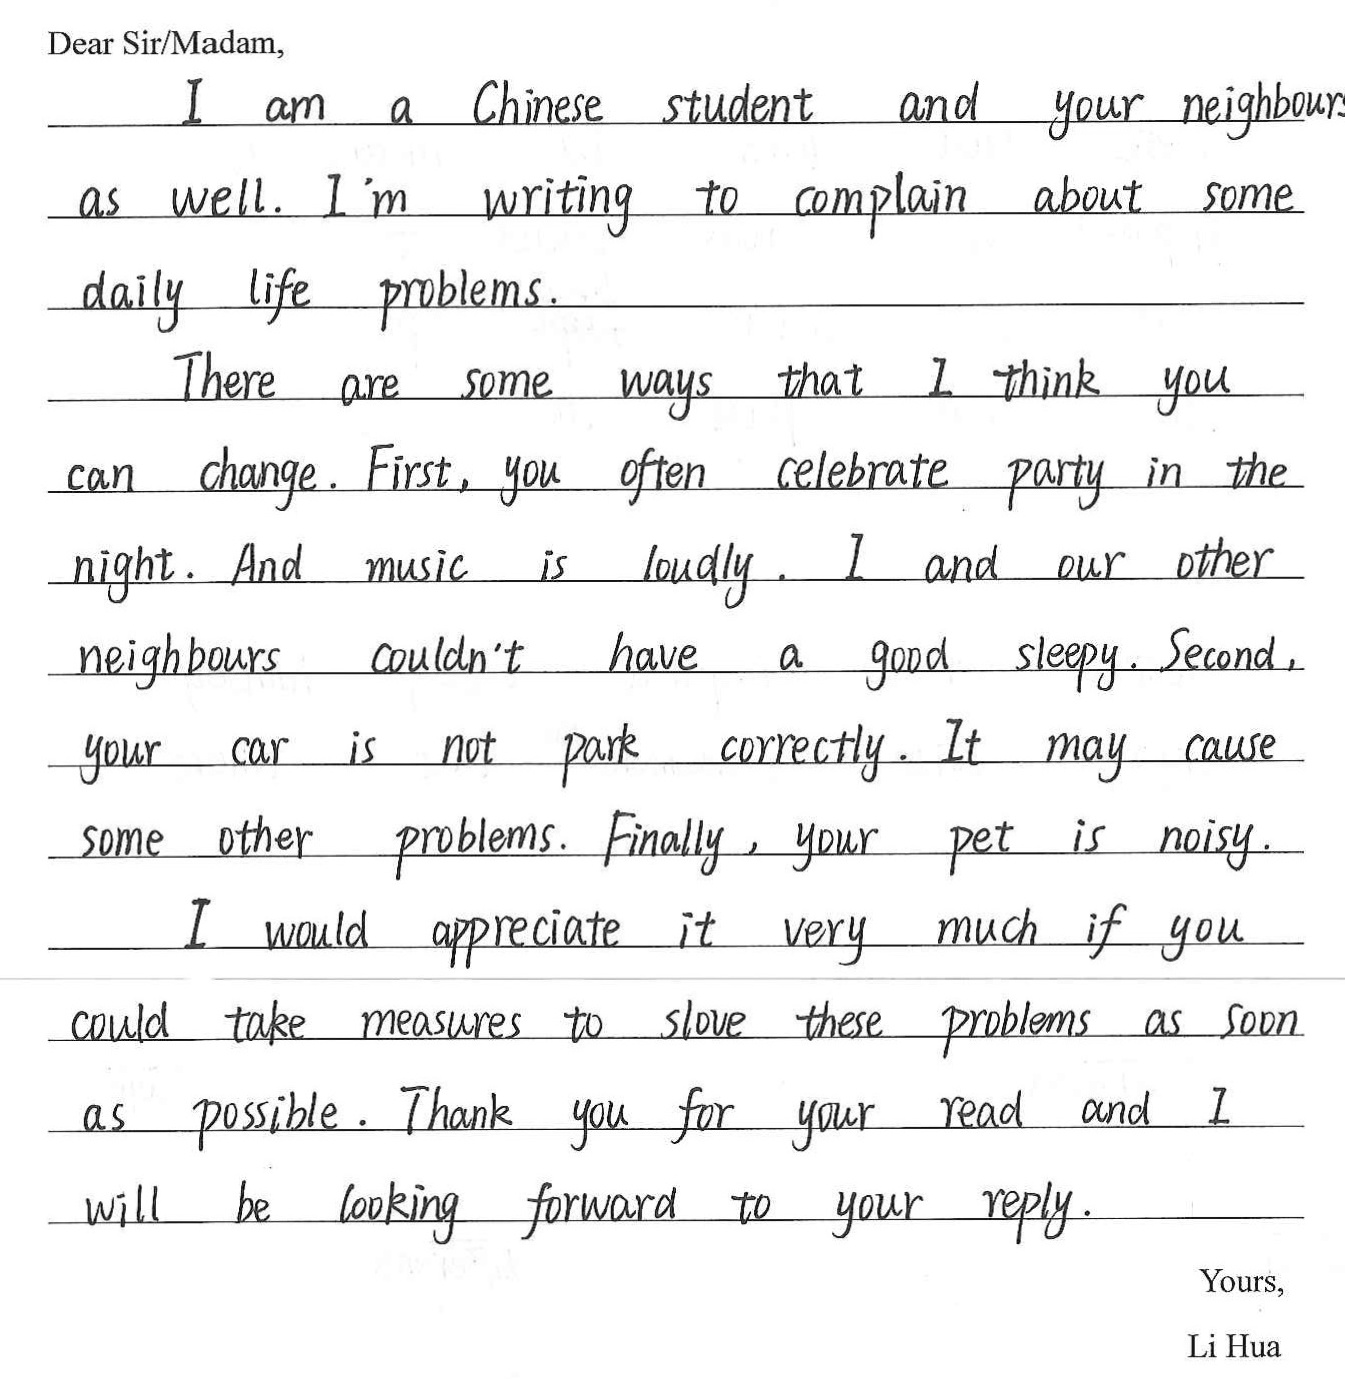 Dear Sir/Madam,
I am a Chinese student and your neighbours
as well. I'm writing to complain about some
daily life problems.
There are some ways that I think you
can change. First, you often celebrate party in the
night. And music is loudly. I and our other
neighbours couldn't have a good sleepy. Second,
your car is not park correctly. It may cause
some other problems. Finally, your pet is noisy.
I would appreciate it very much if you
could take measures to slove these problems as soon
as possible. Thank you for your read and I
will be looking forward to your reply.
Yours,
Li Hua